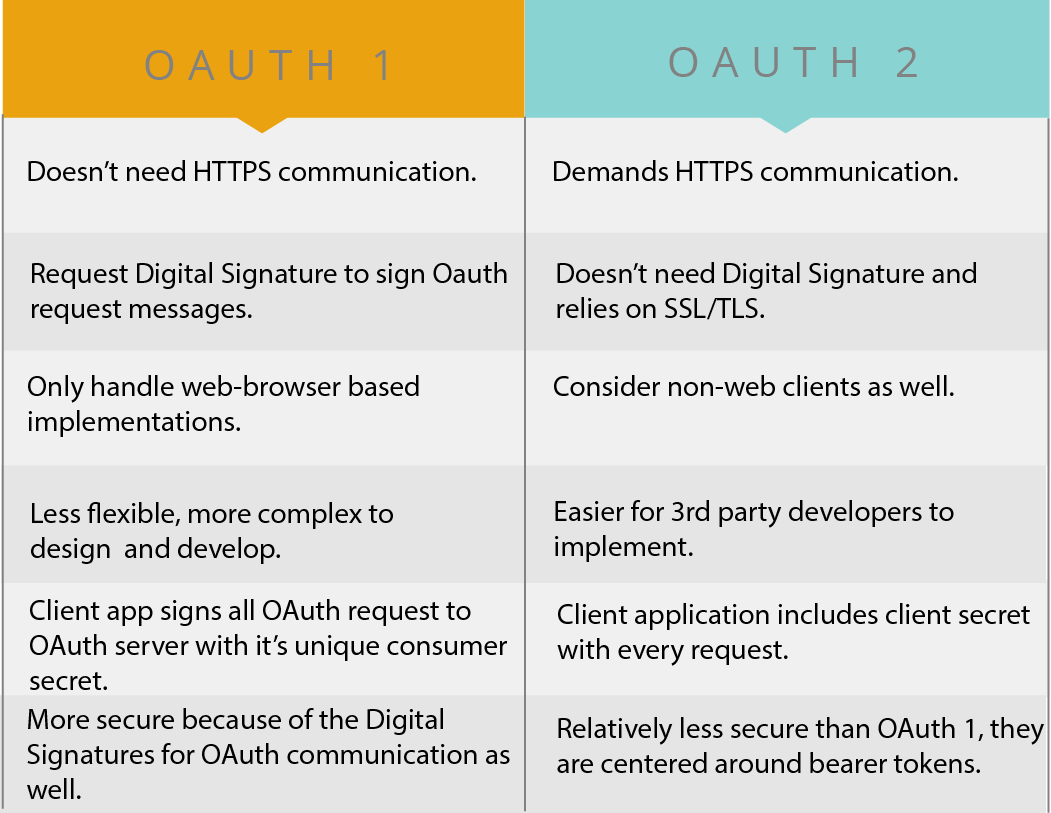 OAUTH 1
OAUTH 2
Doesn’t need HTTPS communication.
Demands HTTPS communication.
Request Digital Signature to sign Oauth
request messages.
Doesn’t need Digital Signature and
relies on SSL/TLS.
Only handle web-browser based
implementations.
Consider non-web clients as well.
Less flexible, more complex to
design and develop.
Easier for 3rd party developers to
implement.
Client app signs all OAuth request to
OAuth server with it’s unique consumer
secret.
Client application includes client secret
with every request.
More secure because of the Digital
Signatures for OAuth communication as
well.
Relatively less secure than OAuth 1, they
are centered around bearer tokens.